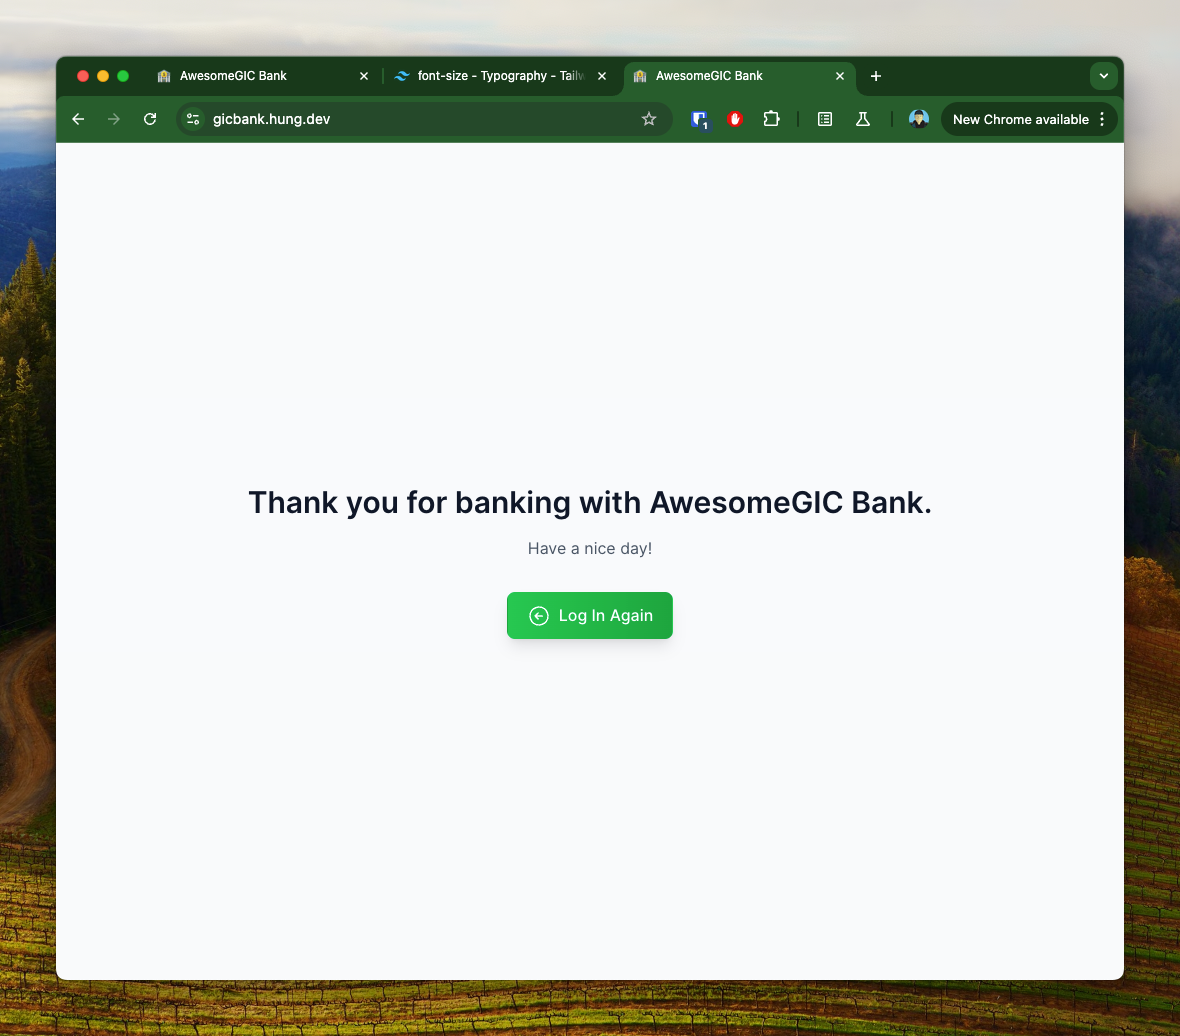 AwesomeGIC Bank
font-size - Typography - Tailw
AwesomeGIC Bank
gicbank.hung.dev
1
New Chrome available
Thank you for banking with AwesomeGIC Bank.
Have a nice day!
Log In Again